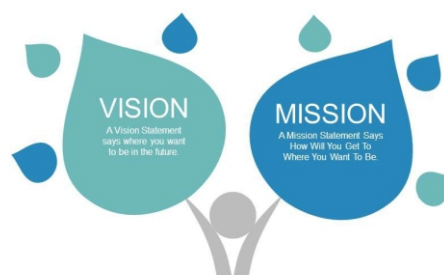 VISION
A Vision Statement
says where you want
to be in the future.
MISSION
A Mission Statement Says
How Will You Get To
Where You Want To Be.